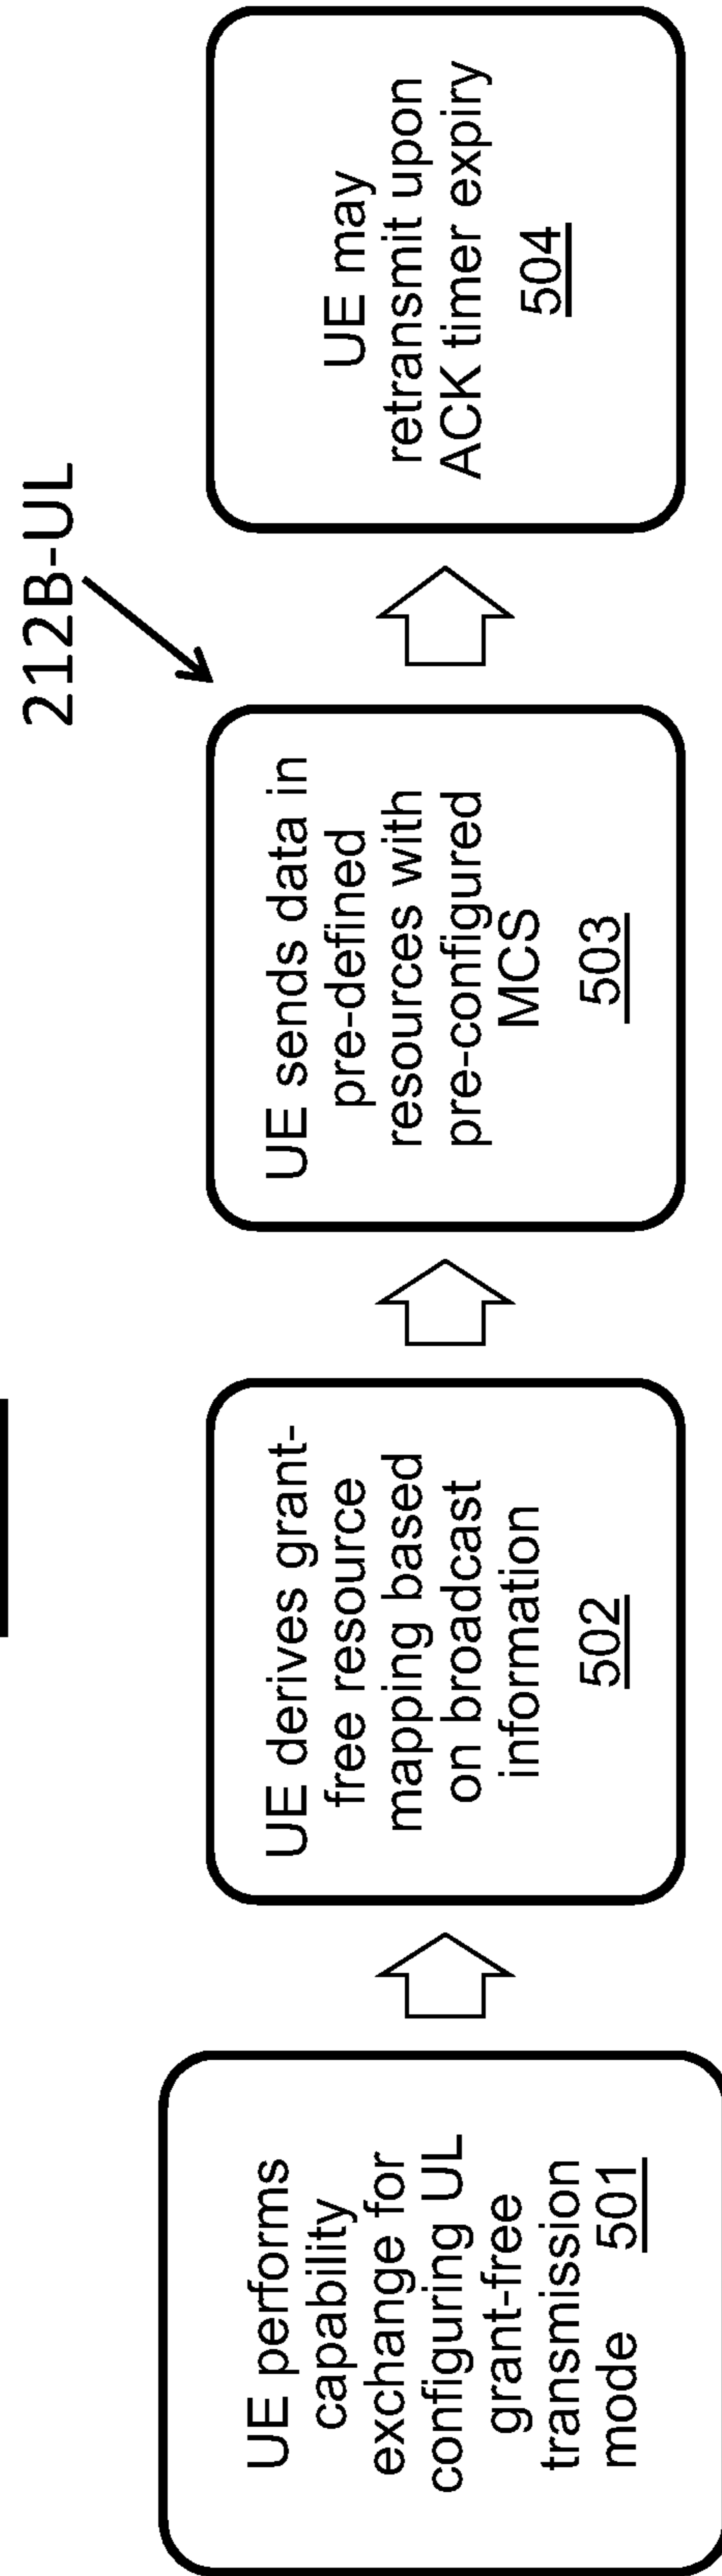 212B-UL
UE performs
capability
exchange for
configuring UL
grant-free
transmission
mode 501
UE derives grant-
free resource
mapping based
on broadcast
information
502
UE sends data in
pre-defined
resources with
pre-configured
MCS
503
UE may
retransmit upon
ACK timer expiry
504